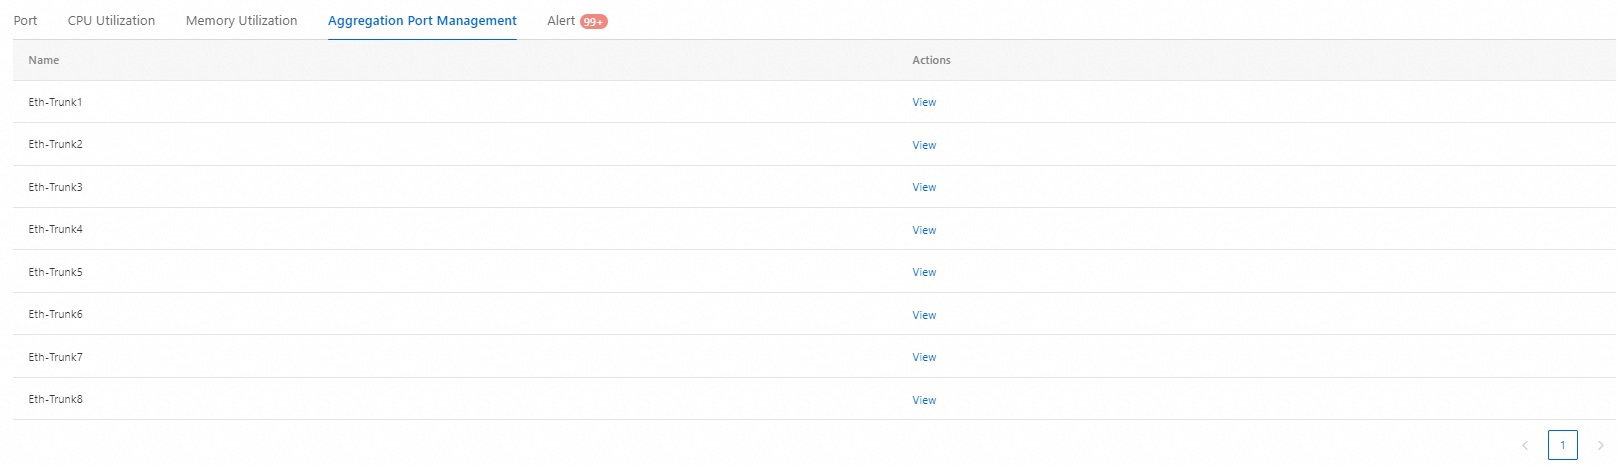 Port CPU Utilization Memory Utilization Aggregation Port Management Alert 99+
Name Actions
Eth-Trunk1 View
Eth-Trunk2 View
Eth-Trunk3 View
Eth-Trunk4 View
Eth-Trunk5 View
Eth-Trunk6 View
Eth-Trunk7 View
Eth-Trunk8 View
1